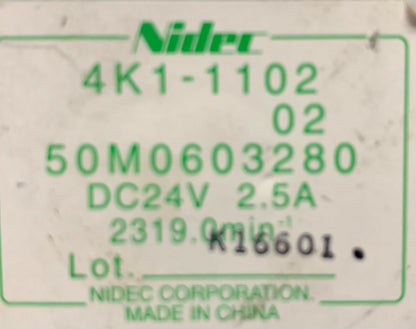 Nidec
4K1-1102
02
50M0603280
DC24V 2.5A
2319.0min⁻¹
K16601.
Lot.
NIDEC CORPORATION
MADE IN CHINA